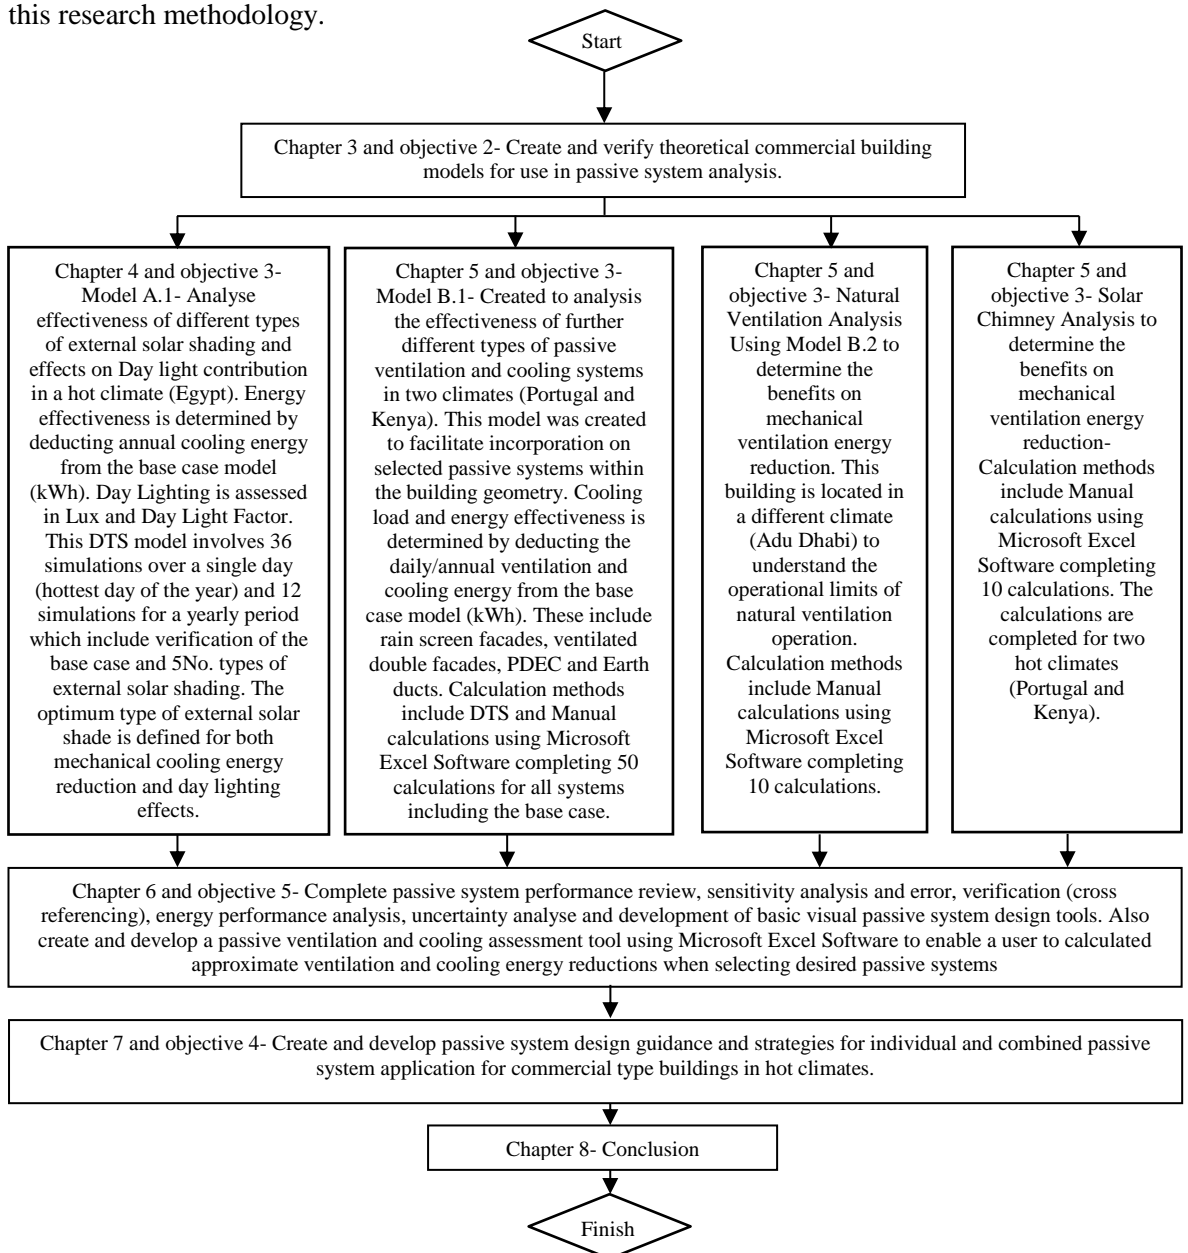 this research methodology.
Start
Chapter 3 and objective 2- Create and verify theoretical commercial building
models for use in passive system analysis.
Chapter 4 and objective 3-
Model A.1- Analyse
effectiveness of different types
of external solar shading and
effects on Day light contribution
in a hot climate (Egypt). Energy
effectiveness is determined by
deducting annual cooling energy
from the base case model
(kWh). Day Lighting is assessed
in Lux and Day Light Factor.
This DTS model involves 36
simulations over a single day
(hottest day of the year) and 12
simulations for a yearly period
which include verification of the
base case and 5No. types of
external solar shading. The
optimum type of external solar
shade is defined for both
mechanical cooling energy
reduction and day lighting
effects.
Chapter 5 and objective 3-
Model B.1- Created to analysis
the effectiveness of further
different types of passive
ventilation and cooling systems
in two climates (Portugal and
Kenya). This model was created
to facilitate incorporation on
selected passive systems within
the building geometry. Cooling
load and energy effectiveness is
determined by deducting the
daily/annual ventilation and
cooling energy from the base
case model (kWh). These include
rain screen facades, ventilated
double facades, PDEC and Earth
ducts. Calculation methods
include DTS and Manual
calculations using Microsoft
Excel Software completing 50
calculations for all systems
including the base case.
Chapter 5 and
objective 3- Natural
Ventilation Analysis
Using Model B.2 to
determine the
benefits on
mechanical
ventilation energy
reduction. This
building is located in
a different climate
(Adu Dhabi) to
understand the
operational limits of
natural ventilation
operation.
Calculation methods
include Manual
calculations using
Microsoft Excel
Software completing
10 calculations.
Chapter 5 and
objective 3- Solar
Chimney Analysis to
determine the
benefits on
mechanical
ventilation energy
reduction-
Calculation methods
include Manual
calculations using
Microsoft Excel
Software completing
10 calculations. The
calculations are
completed for two
hot climates
(Portugal and
Kenya).
Chapter 6 and objective 5- Complete passive system performance review, sensitivity analysis and error, verification (cross
referencing), energy performance analysis, uncertainty analyse and development of basic visual passive system design tools. Also
create and develop a passive ventilation and cooling assessment tool using Microsoft Excel Software to enable a user to calculated
approximate ventilation and cooling energy reductions when selecting desired passive systems
Chapter 7 and objective 4- Create and develop passive system design guidance and strategies for individual and combined passive
system application for commercial type buildings in hot climates.
Chapter 8- Conclusion
Finish